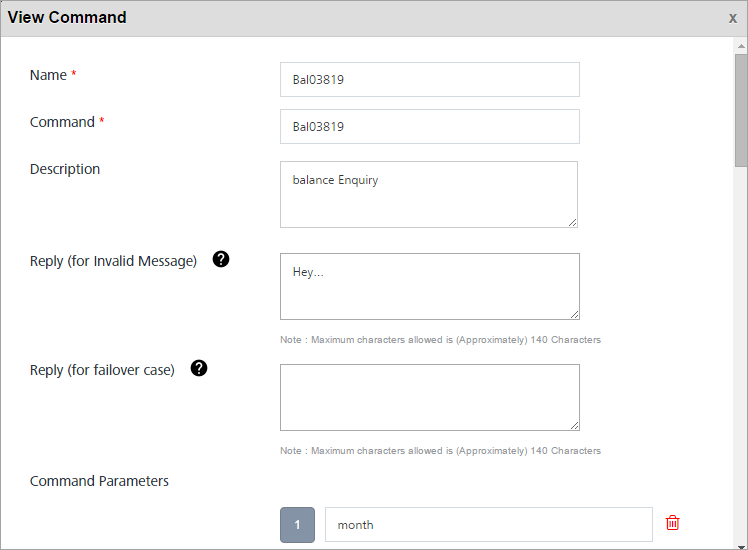 View Command x
Name * Bal03819
Command * Bal03819
Description balance Enquiry
Reply (for Invalid Message) ? Hey...
Note : Maximum characters allowed is (Approximately) 140 Characters
Reply (for failover case) ?
Note : Maximum characters allowed is (Approximately) 140 Characters
Command Parameters
1 month